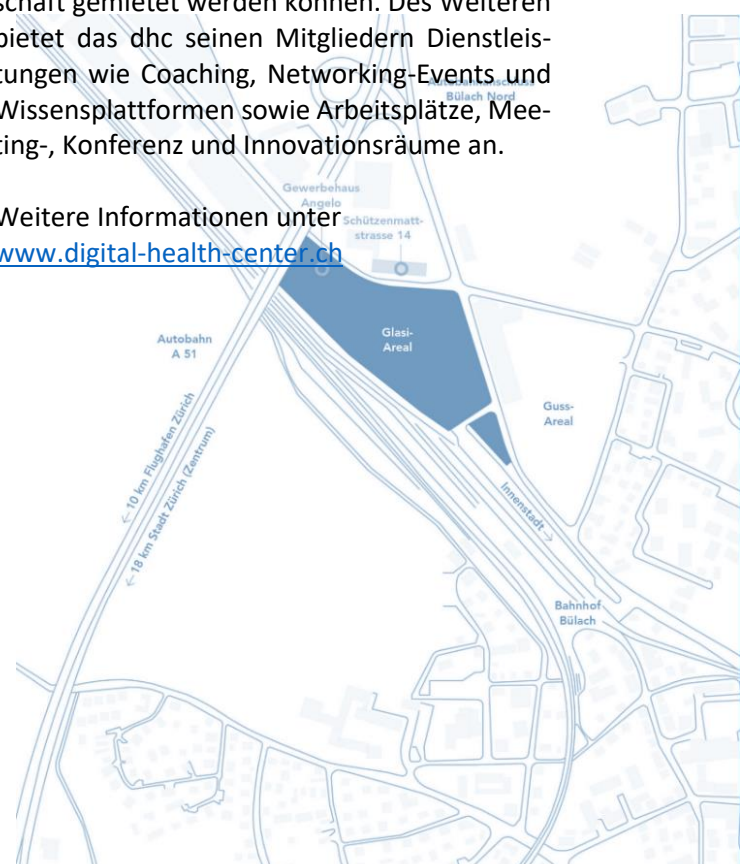 schaft gemietet werden können. Des Weiteren
bietet das dhc seinen Mitgliedern Dienstleis-
tungen wie Coaching, Networking-Events und
Wissensplattformen sowie Arbeitsplätze, Mee-
ting-, Konferenz und Innovationsräume an.
Weitere Informationen unter
www.digital-health-center.ch
Autobahnanschluss
Bülach Nord
Gewerbehaus
Angelo
Schützenmatt-
strasse 14
Glasi-
Areal
Autobahn
A 51
Guss-
Areal
← 10 km Flughafen Zürich
← 18 km Stadt Zürich (Zentrum)
Innenstadt →
Bahnhof
Bülach